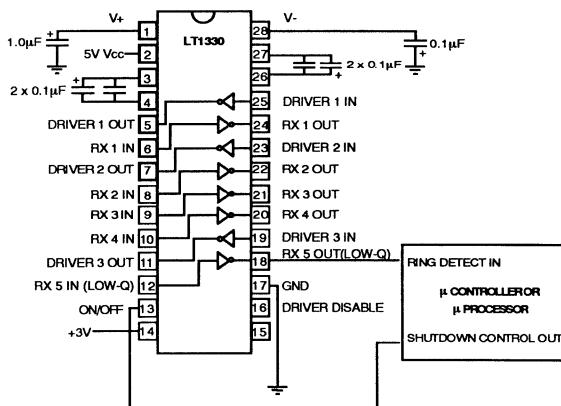 V+
V-
1.0µF
+
1
LT1330
28
+
0.1µF
5V Vcc
2
27
+
2 x 0.1µF
+
3
26
+
2 x 0.1µF
4
25
DRIVER 1 IN
DRIVER 1 OUT
5
24
RX 1 OUT
RX 1 IN
6
23
DRIVER 2 IN
DRIVER 2 OUT
7
22
RX 2 OUT
RX 2 IN
8
21
RX 3 OUT
RX 3 IN
9
20
RX 4 OUT
RX 4 IN
10
19
DRIVER 3 IN
DRIVER 3 OUT
11
18
RX 5 OUT(LOW-Q)
RING DETECT IN
RX 5 IN (LOW-Q)
12
17
GND
µ CONTROLLER OR
µ PROCESSOR
ON/OFF
13
16
DRIVER DISABLE
+3V
14
15
SHUTDOWN CONTROL OUT